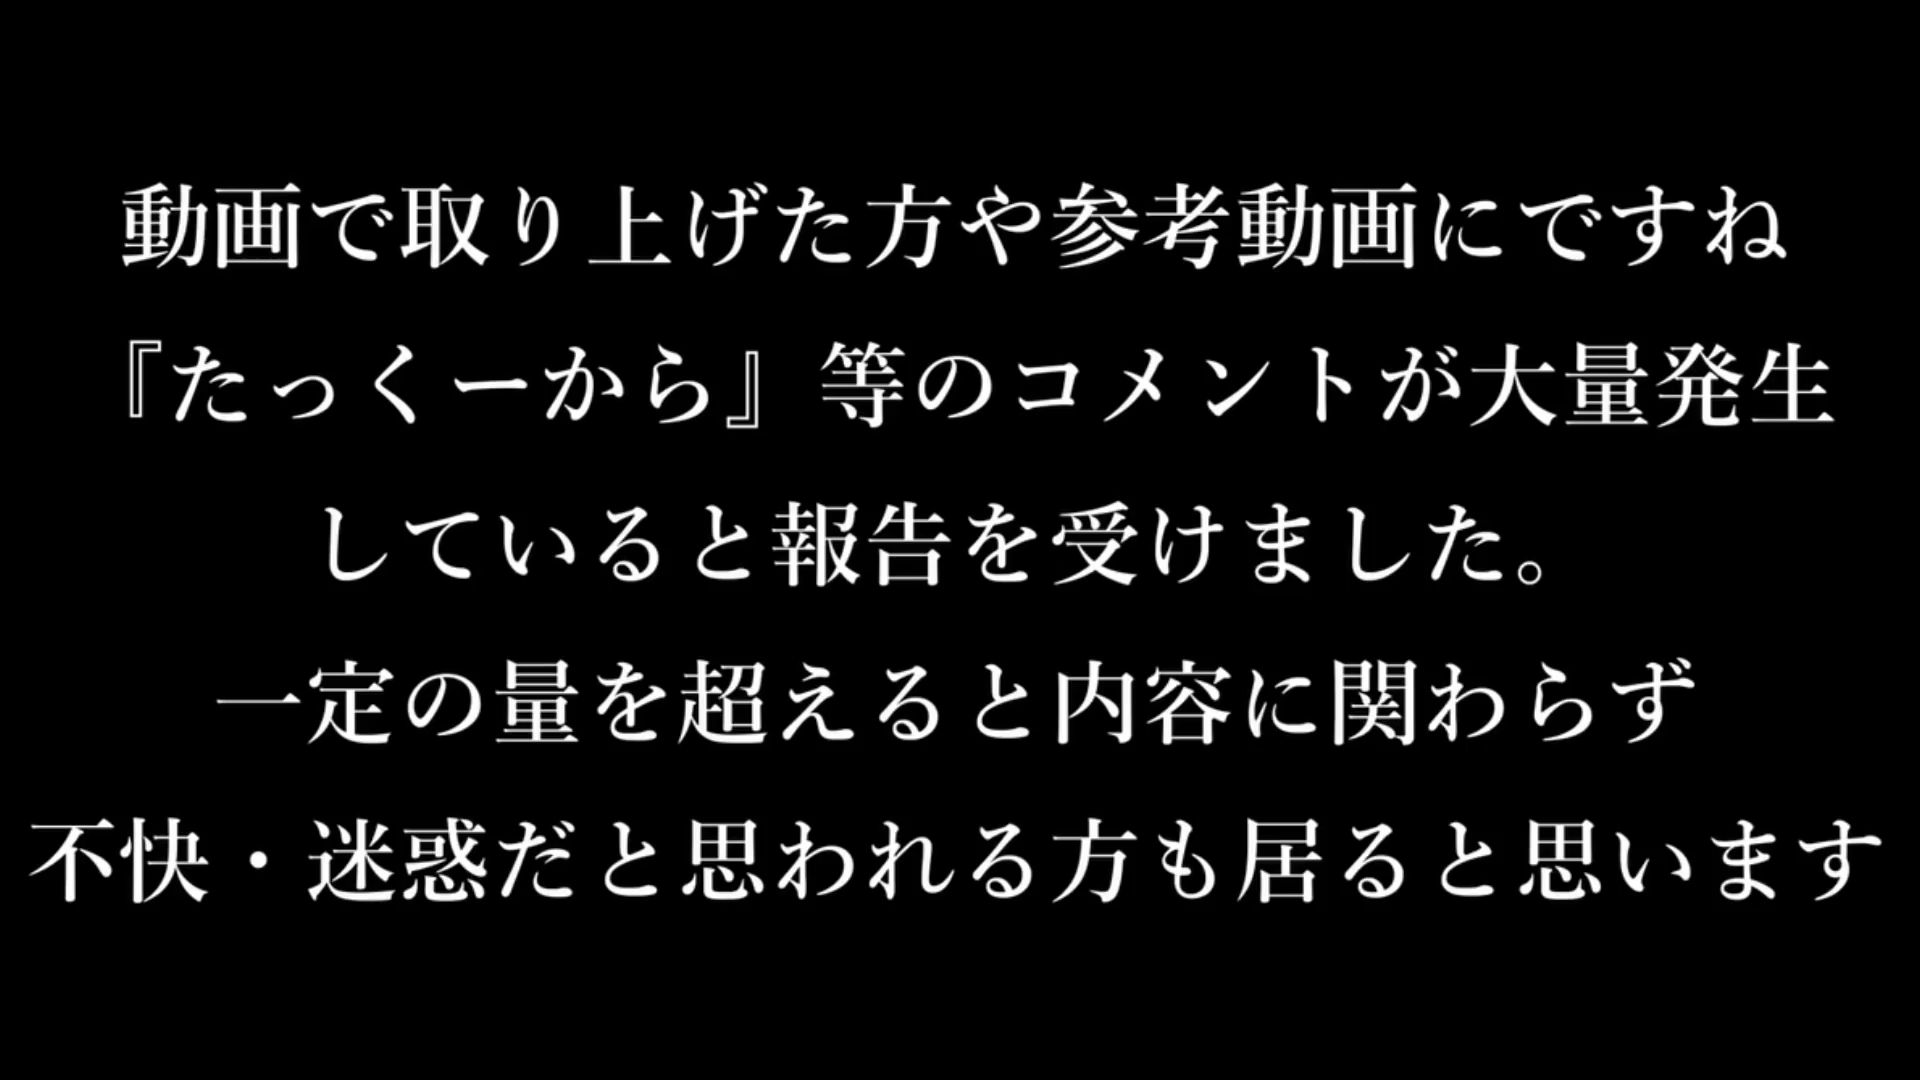 動画で取り上げた方や参考動画にですね
『たっくーから』等のコメントが大量発生
していると報告を受けました。
一定の量を超えると内容に関わらず
不快・迷惑だと思われる方も居ると思います